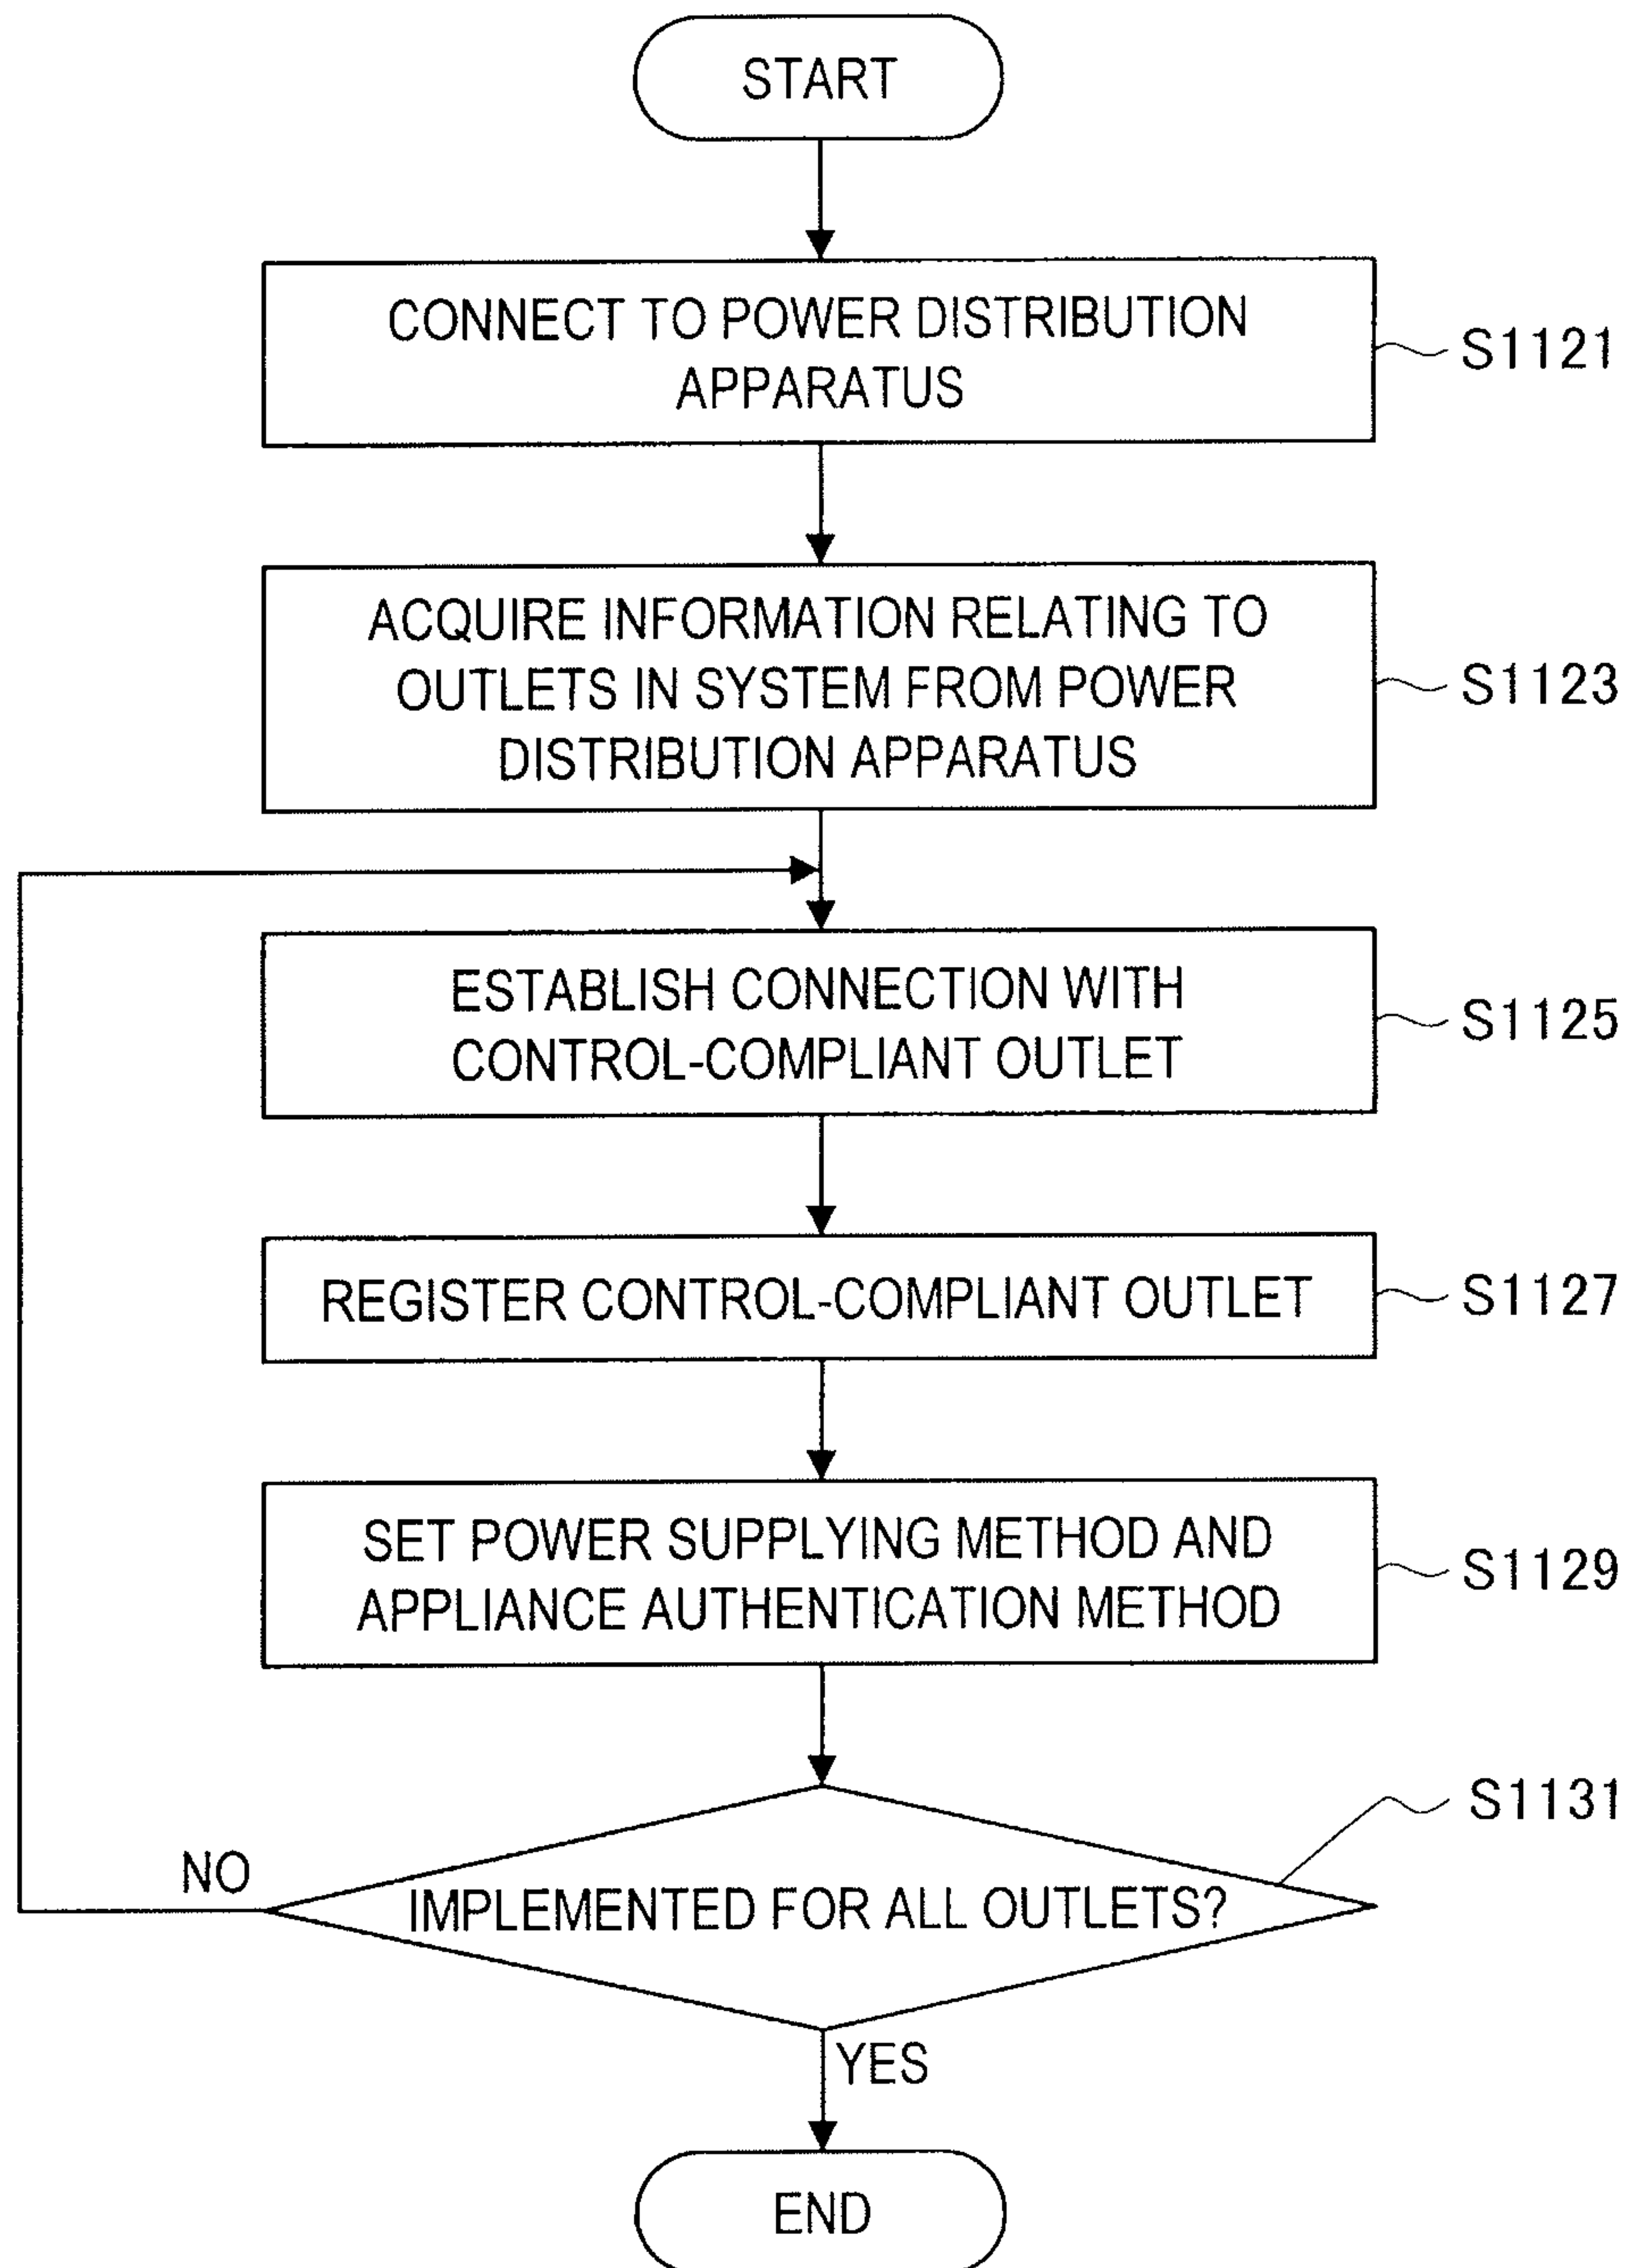 START
CONNECT TO POWER DISTRIBUTION
APPARATUS
S1121
ACQUIRE INFORMATION RELATING TO
OUTLETS IN SYSTEM FROM POWER
DISTRIBUTION APPARATUS
S1123
ESTABLISH CONNECTION WITH
CONTROL-COMPLIANT OUTLET
S1125
REGISTER CONTROL-COMPLIANT OUTLET
S1127
SET POWER SUPPLYING METHOD AND
APPLIANCE AUTHENTICATION METHOD
S1129
S1131
NO
IMPLEMENTED FOR ALL OUTLETS?
YES
END